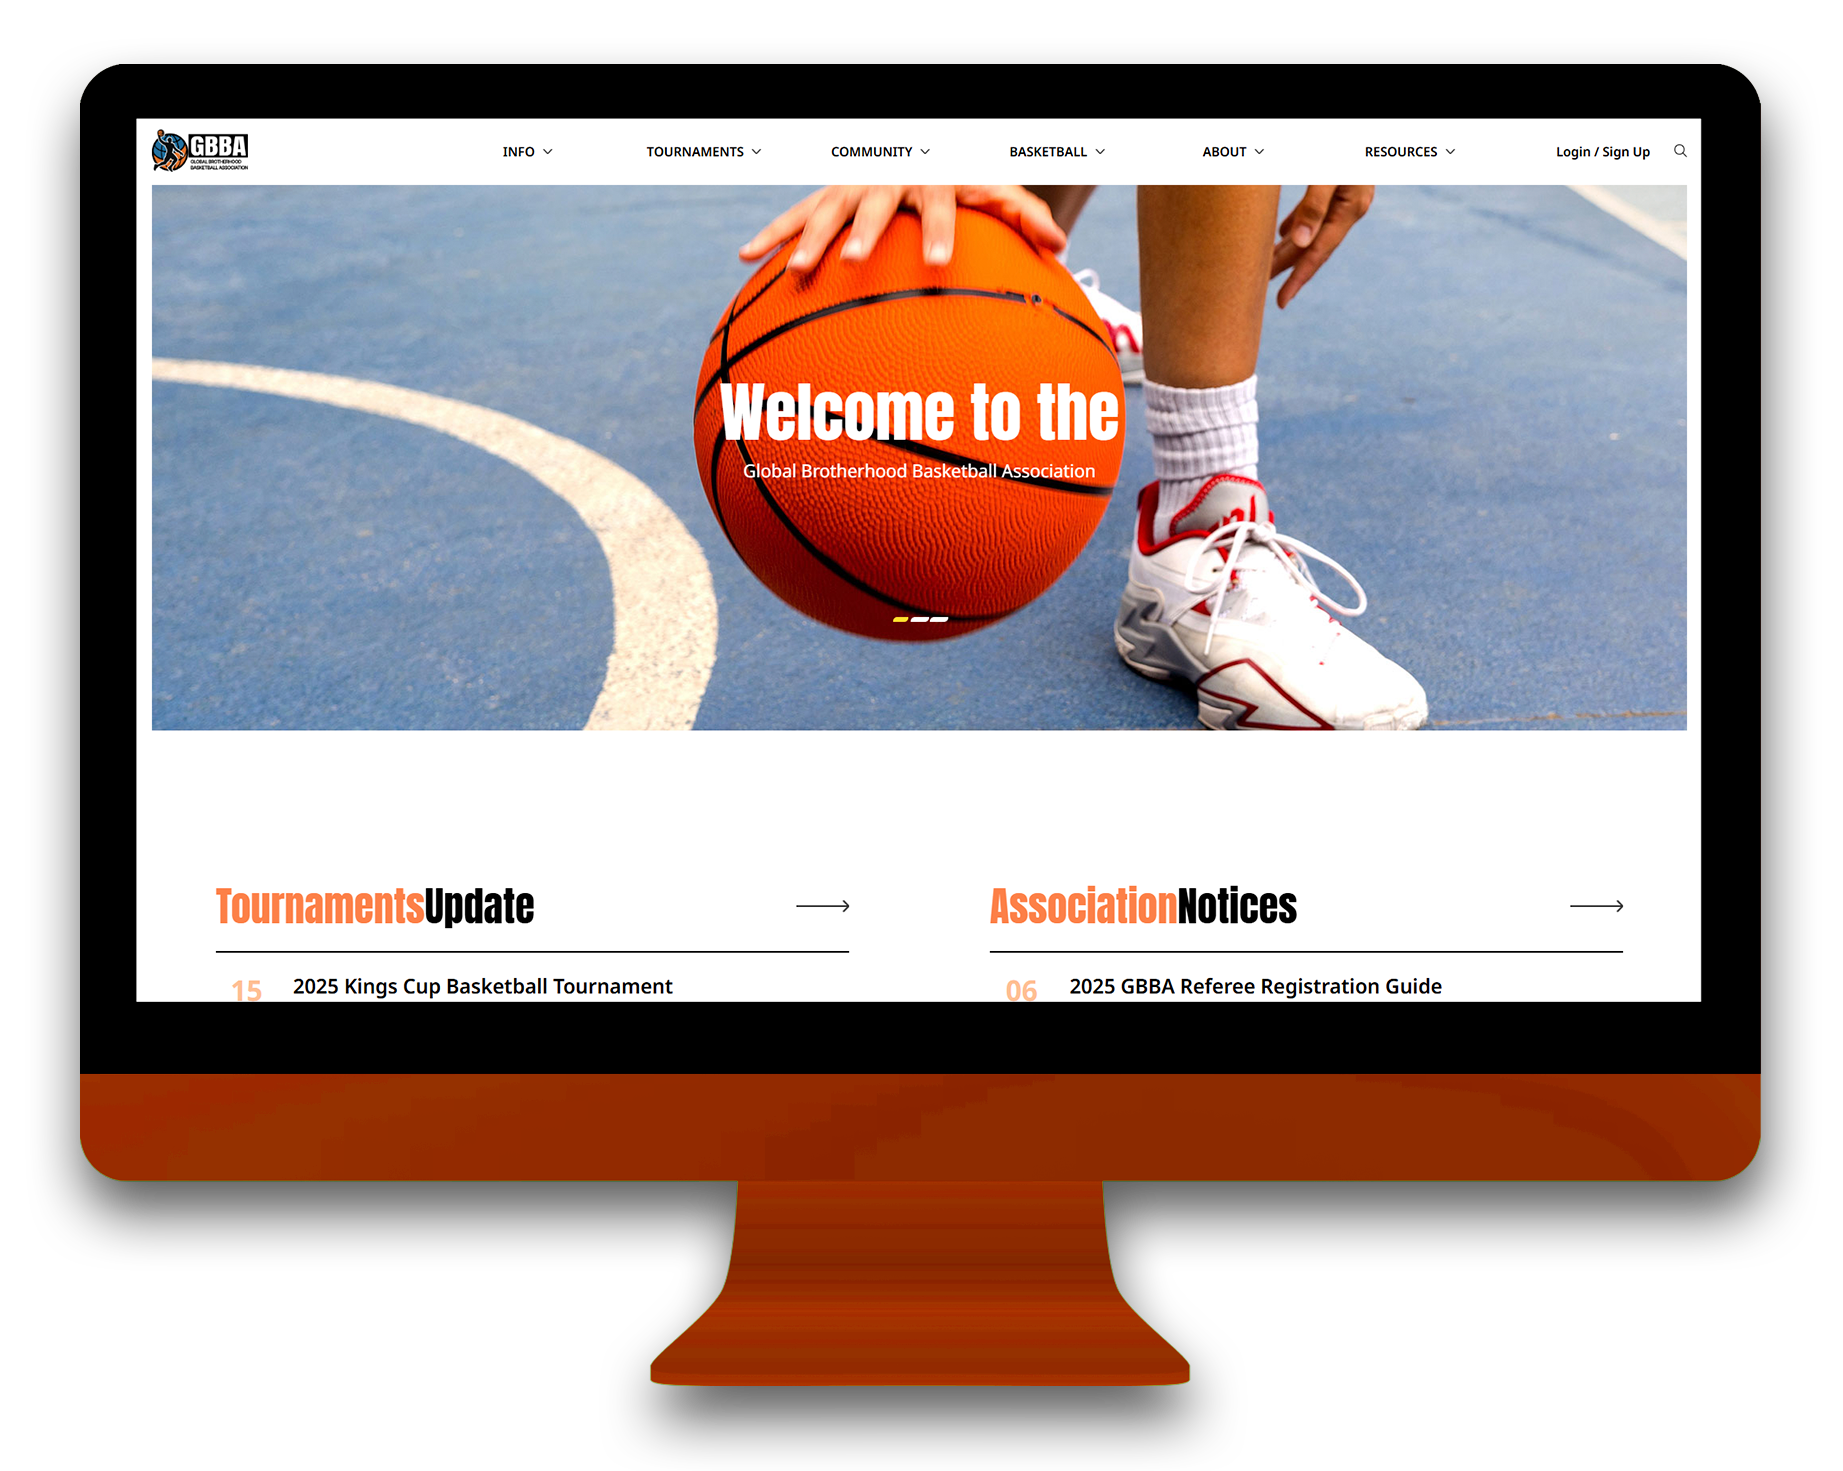 GBBA
GLOBAL BROTHERHOOD
BASKETBALL ASSOCIATION
INFO
TOURNAMENTS
COMMUNITY
BASKETBALL
ABOUT
RESOURCES
Login / Sign Up
Welcome to the
Global Brotherhood Basketball Association
TournamentsUpdate
15
2025 Kings Cup Basketball Tournament
AssociationNotices
06
2025 GBBA Referee Registration Guide